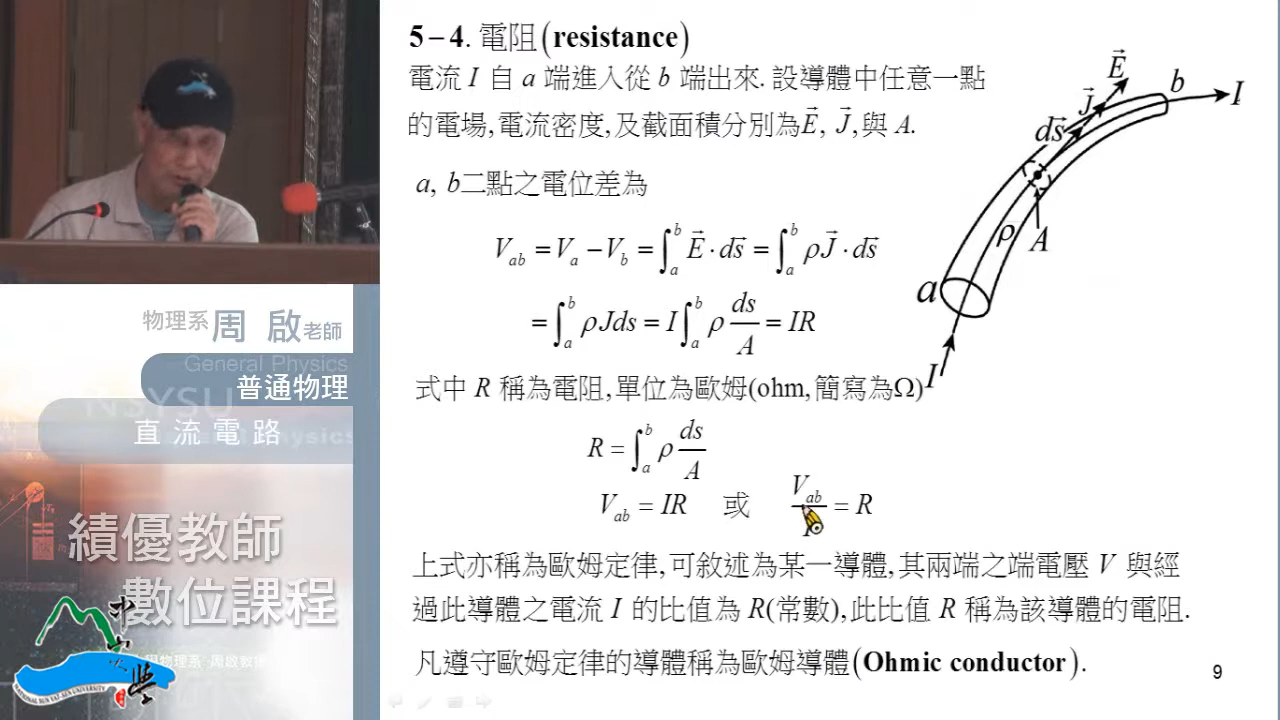 5－4. 電阻(resistance)
電流 I 自 a 端進入從 b 端出來. 設導體中任意一點
的電場,電流密度,及截面積分別為E⃗, J⃗,與 A.
a, b二點之電位差為
V_ab = V_a − V_b = ∫_a^b E⃗ · ds⃗ = ∫_a^b ρJ⃗ · ds⃗
= ∫_a^b ρJds = I∫_a^b ρ ds/A = IR
式中 R 稱為電阻,單位為歐姆(ohm,簡寫為Ω)
R = ∫_a^b ρ ds/A
V_ab = IR 或 V_ab/I = R
上式亦稱為歐姆定律,可敘述為某一導體,其兩端之端電壓 V 與經
過此導體之電流 I 的比值為 R(常數),此比值 R 稱為該導體的電阻.
凡遵守歐姆定律的導體稱為歐姆導體(Ohmic conductor).
9
E⃗
b
I
J⃗
ds⃗
ρ
A
a
I
物理系 周 啟 老師
General Physics
普通物理
NSYSU
直流電路
績優教師
數位課程